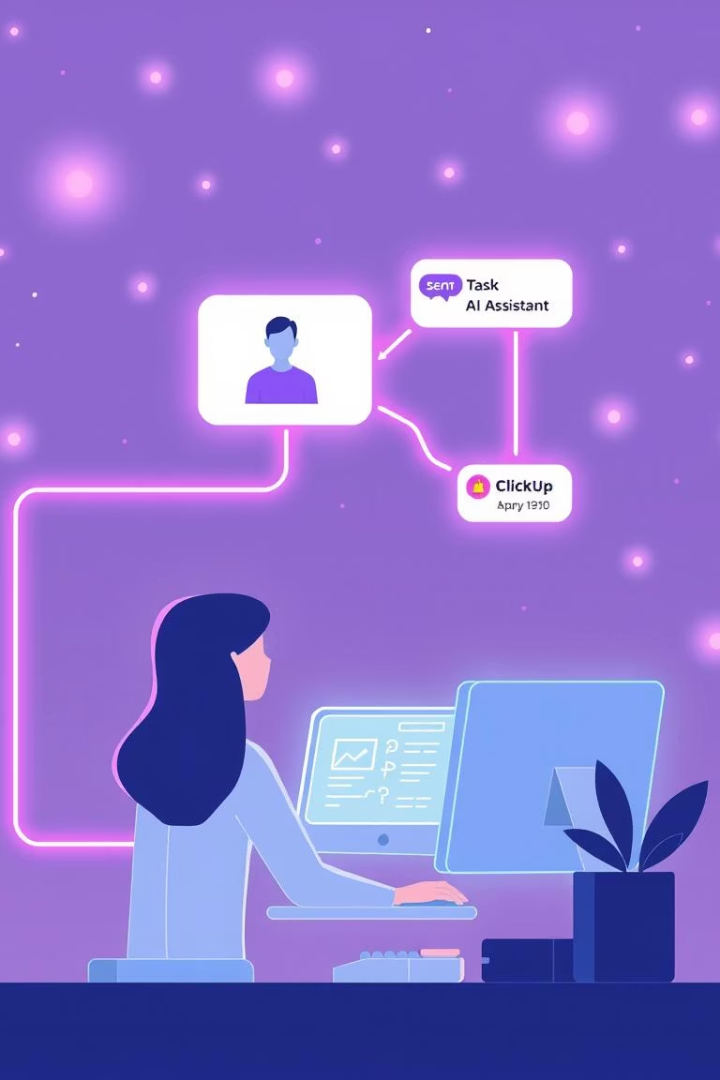 SENT Task
AI Assistant
ClickUp
Apry 1910